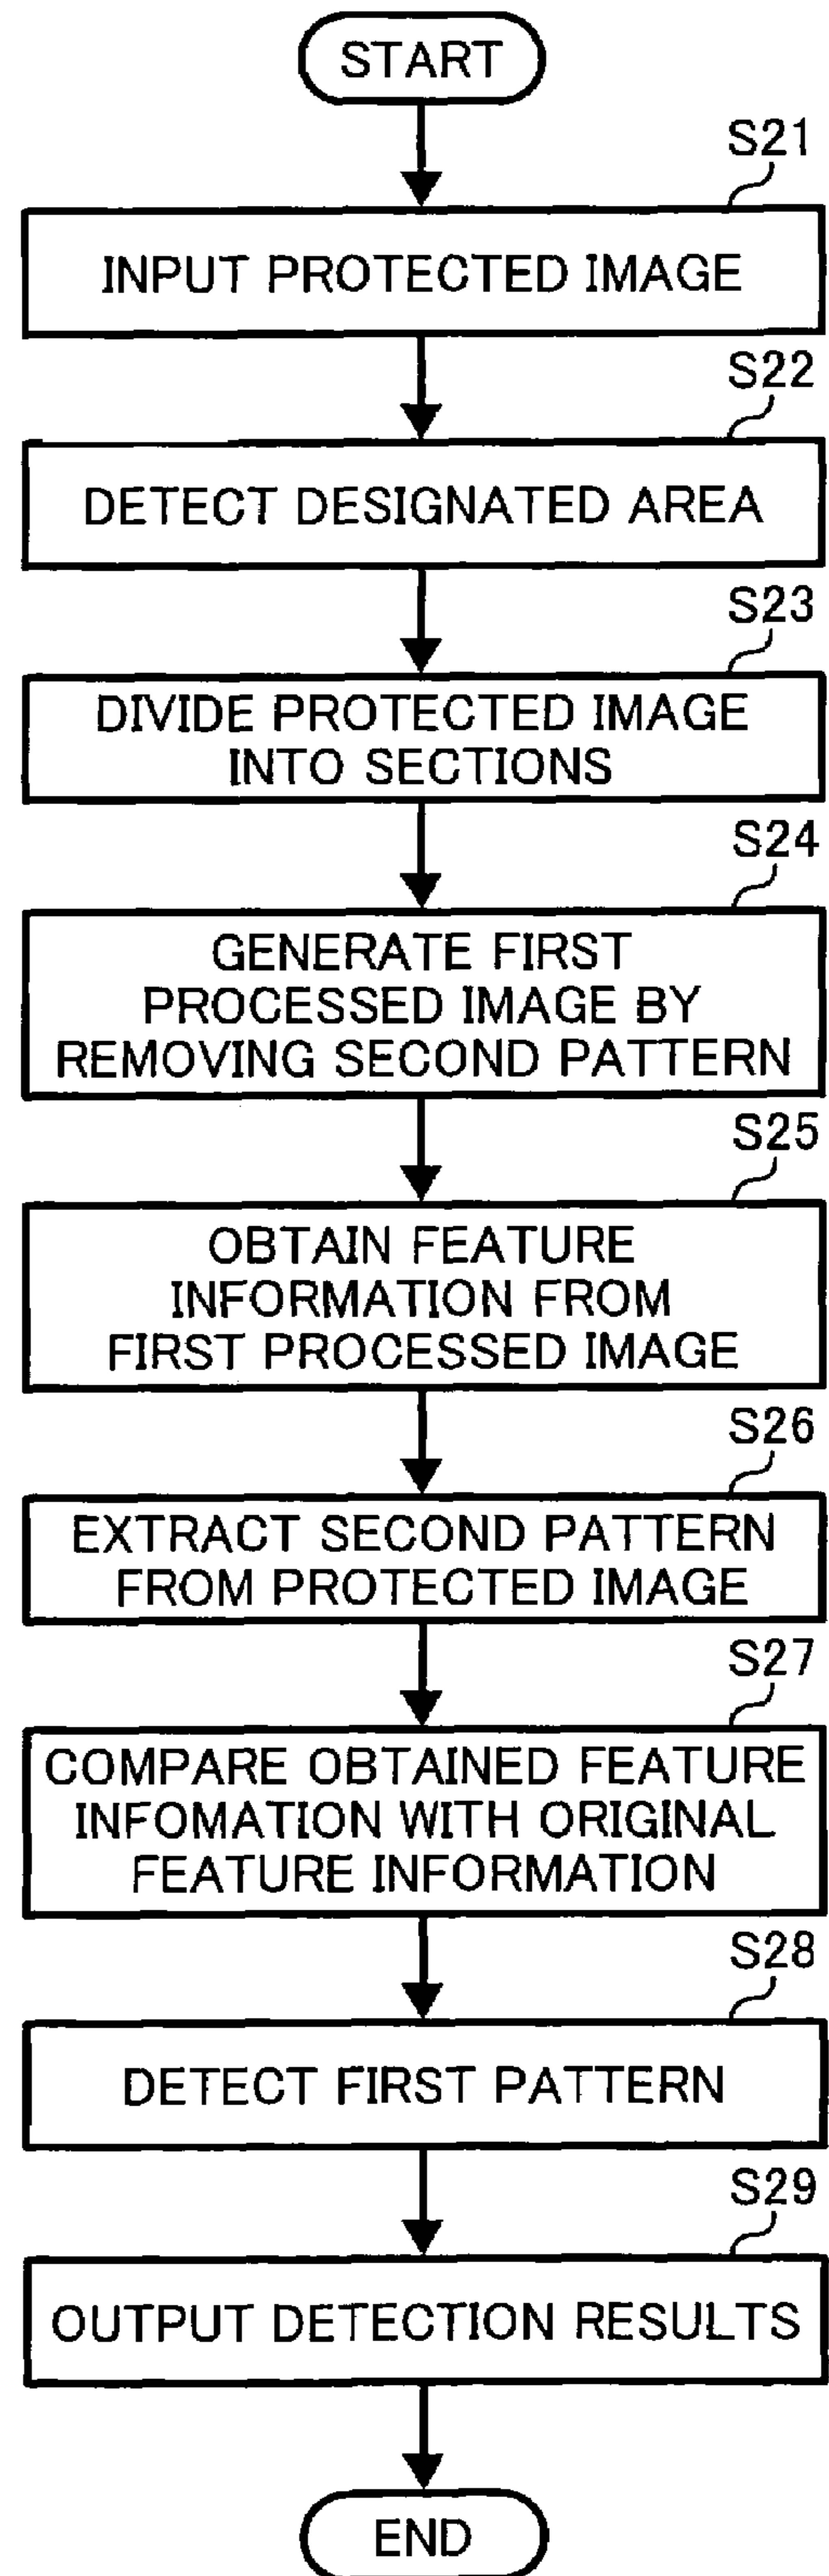 START
S21
INPUT PROTECTED IMAGE
S22
DETECT DESIGNATED AREA
S23
DIVIDE PROTECTED IMAGE
INTO SECTIONS
S24
GENERATE FIRST
PROCESSED IMAGE BY
REMOVING SECOND PATTERN
S25
OBTAIN FEATURE
INFORMATION FROM
FIRST PROCESSED IMAGE
S26
EXTRACT SECOND PATTERN
FROM PROTECTED IMAGE
S27
COMPARE OBTAINED FEATURE
INFOMATION WITH ORIGINAL
FEATURE INFORMATION
S28
DETECT FIRST PATTERN
S29
OUTPUT DETECTION RESULTS
END